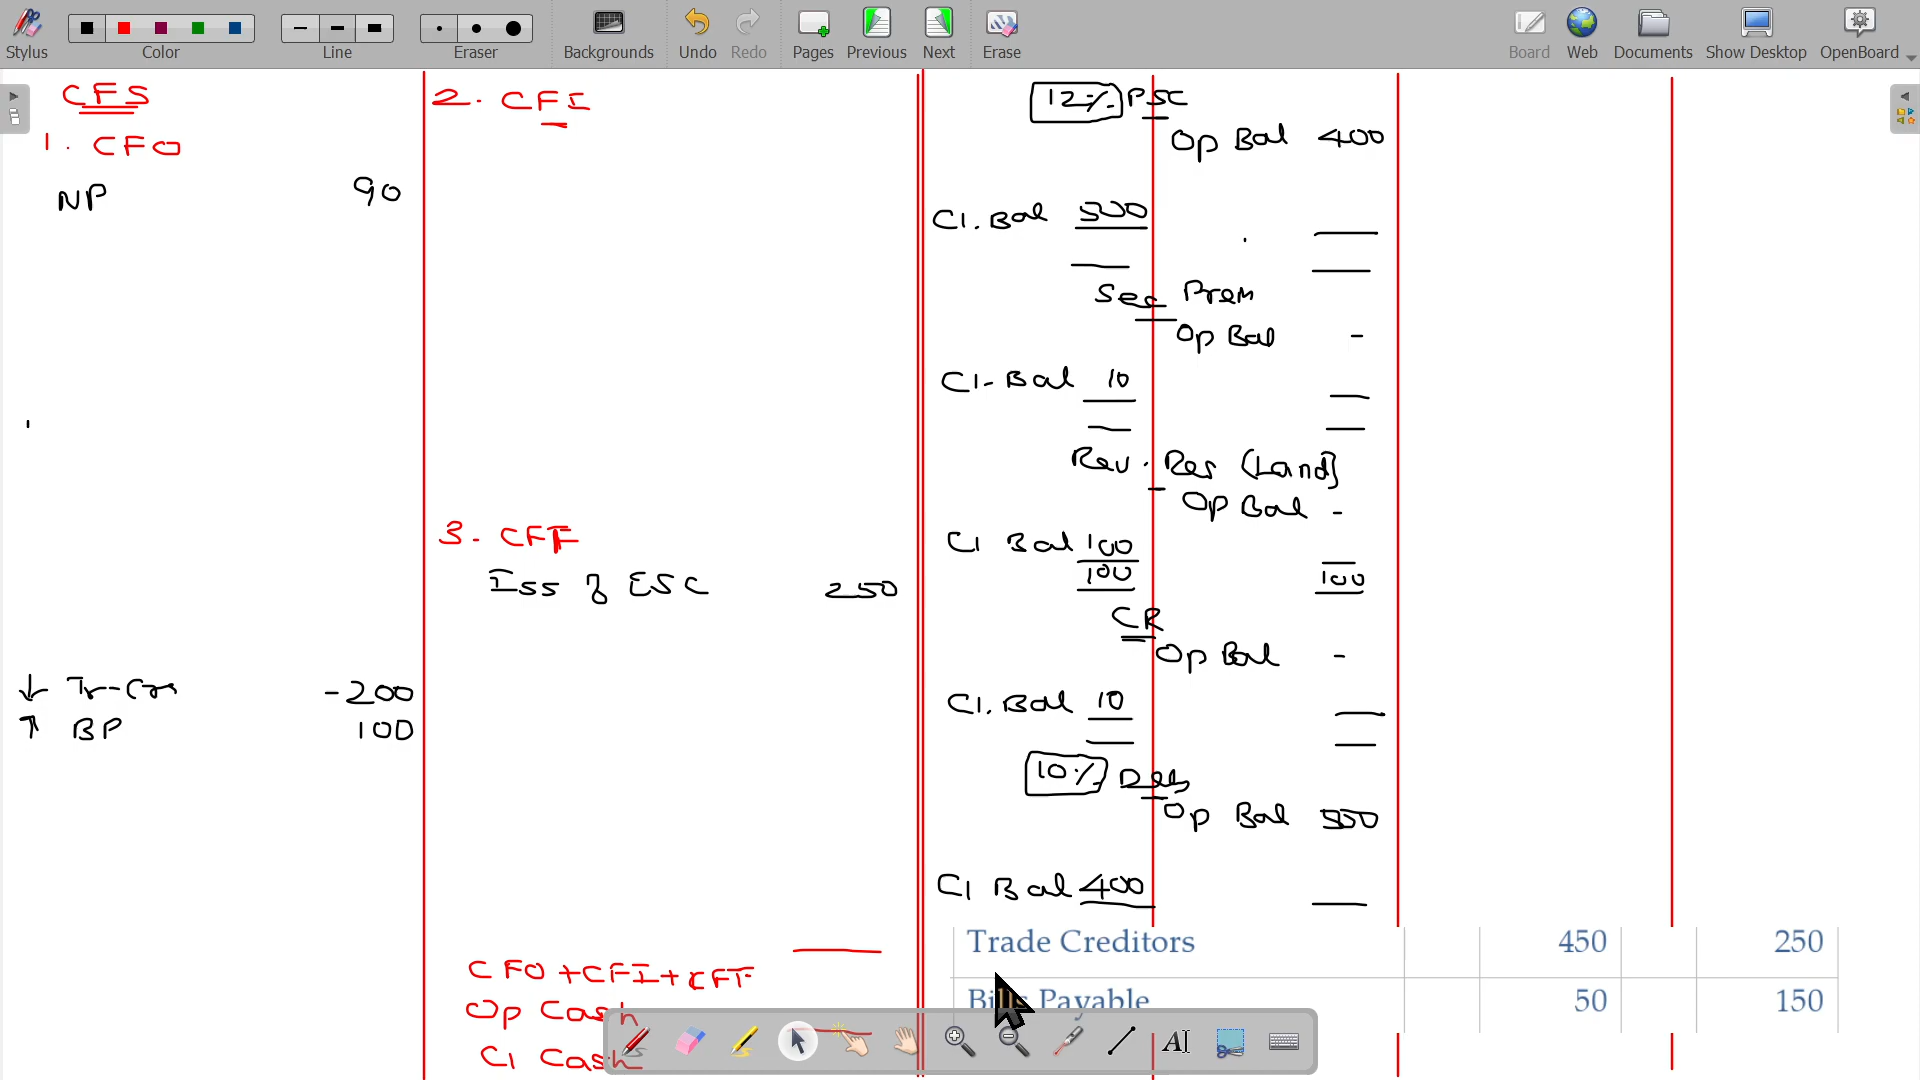 Stylus Color Line Eraser Backgrounds Undo Redo Pages Previous Next Erase Board Web Documents Show Desktop OpenBoard
CFS
1. CFO
NP 90
↓ Tr-Crs -200
↑ BP 100
2. CFI
3. CFF
Iss of ESC 250
CFO + CFI + CFF
Op Cash
Cl Cash
12% PSC
Op Bal 400
Cl. Bal 500
Sec Prem
Op Bal -
Cl- Bal 10
Rev. Res (Land)
Op Bal -
Cl Bal 100
100 100
CR
Op Bal -
Cl. Bal 10
10% Deb
Op Bal 500
Cl Bal 400
Trade Creditors 450 250
Bills Payable 50 150